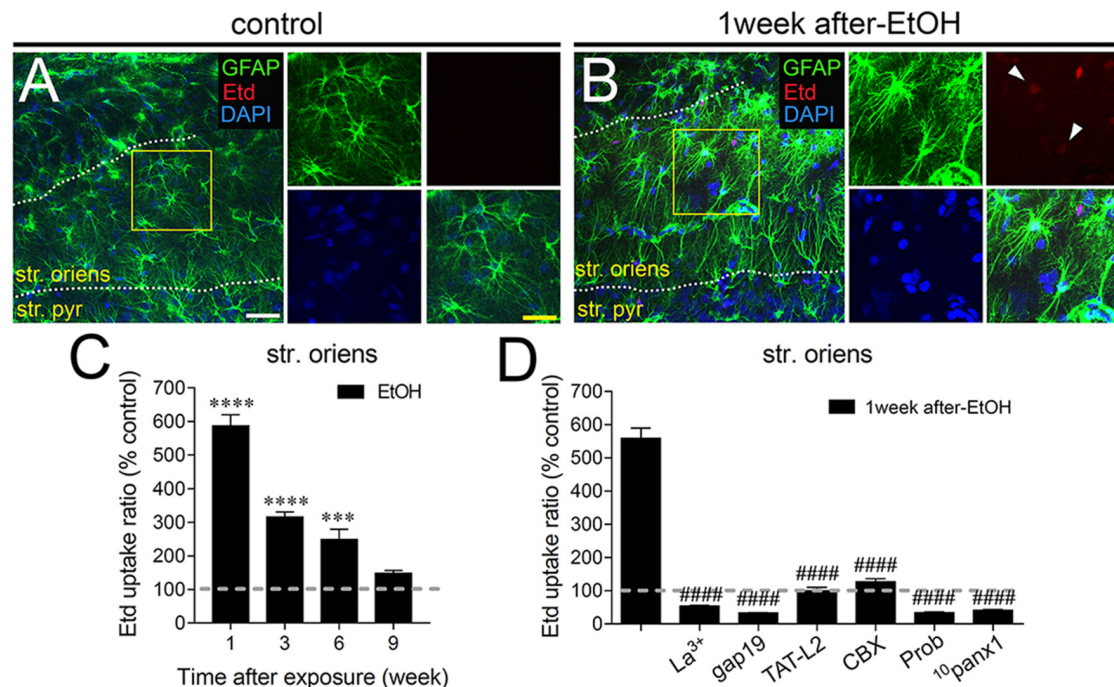 control
1week after-EtOH
A
GFAP
Etd
DAPI
str. oriens
str. pyr
B
GFAP
Etd
DAPI
str. oriens
str. pyr
C
str. oriens
Etd uptake ratio (% control)
700
600
500
400
300
200
100
0
****
****
***
EtOH
1 3 6 9
Time after exposure (week)
D
str. oriens
Etd uptake ratio (% control)
700
600
500
400
300
200
100
0
1week after-EtOH
#### #### #### #### #### ####
La³⁺ gap19 TAT-L2 CBX Prob ¹⁰panx1